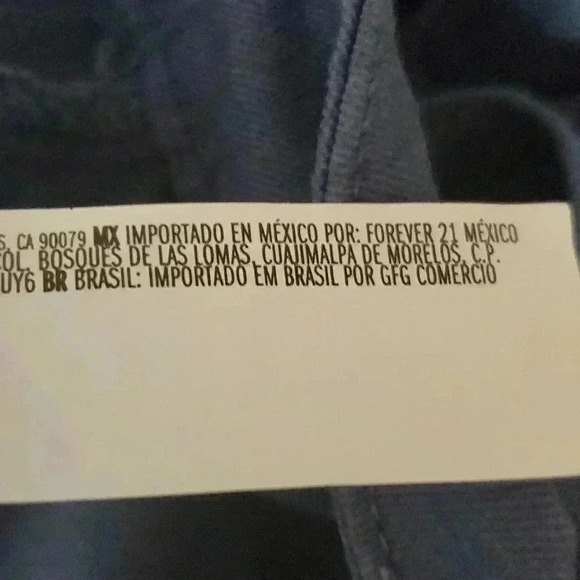 S, CA 90079 MX IMPORTADO EN MÉXICO POR: FOREVER 21 MÉXICO
COL. BOSQUES DE LAS LOMAS, CUAJIMALPA DE MORELOS, C.P.
UY6 BR BRASIL: IMPORTADO EM BRASIL POR GFG COMERCIO